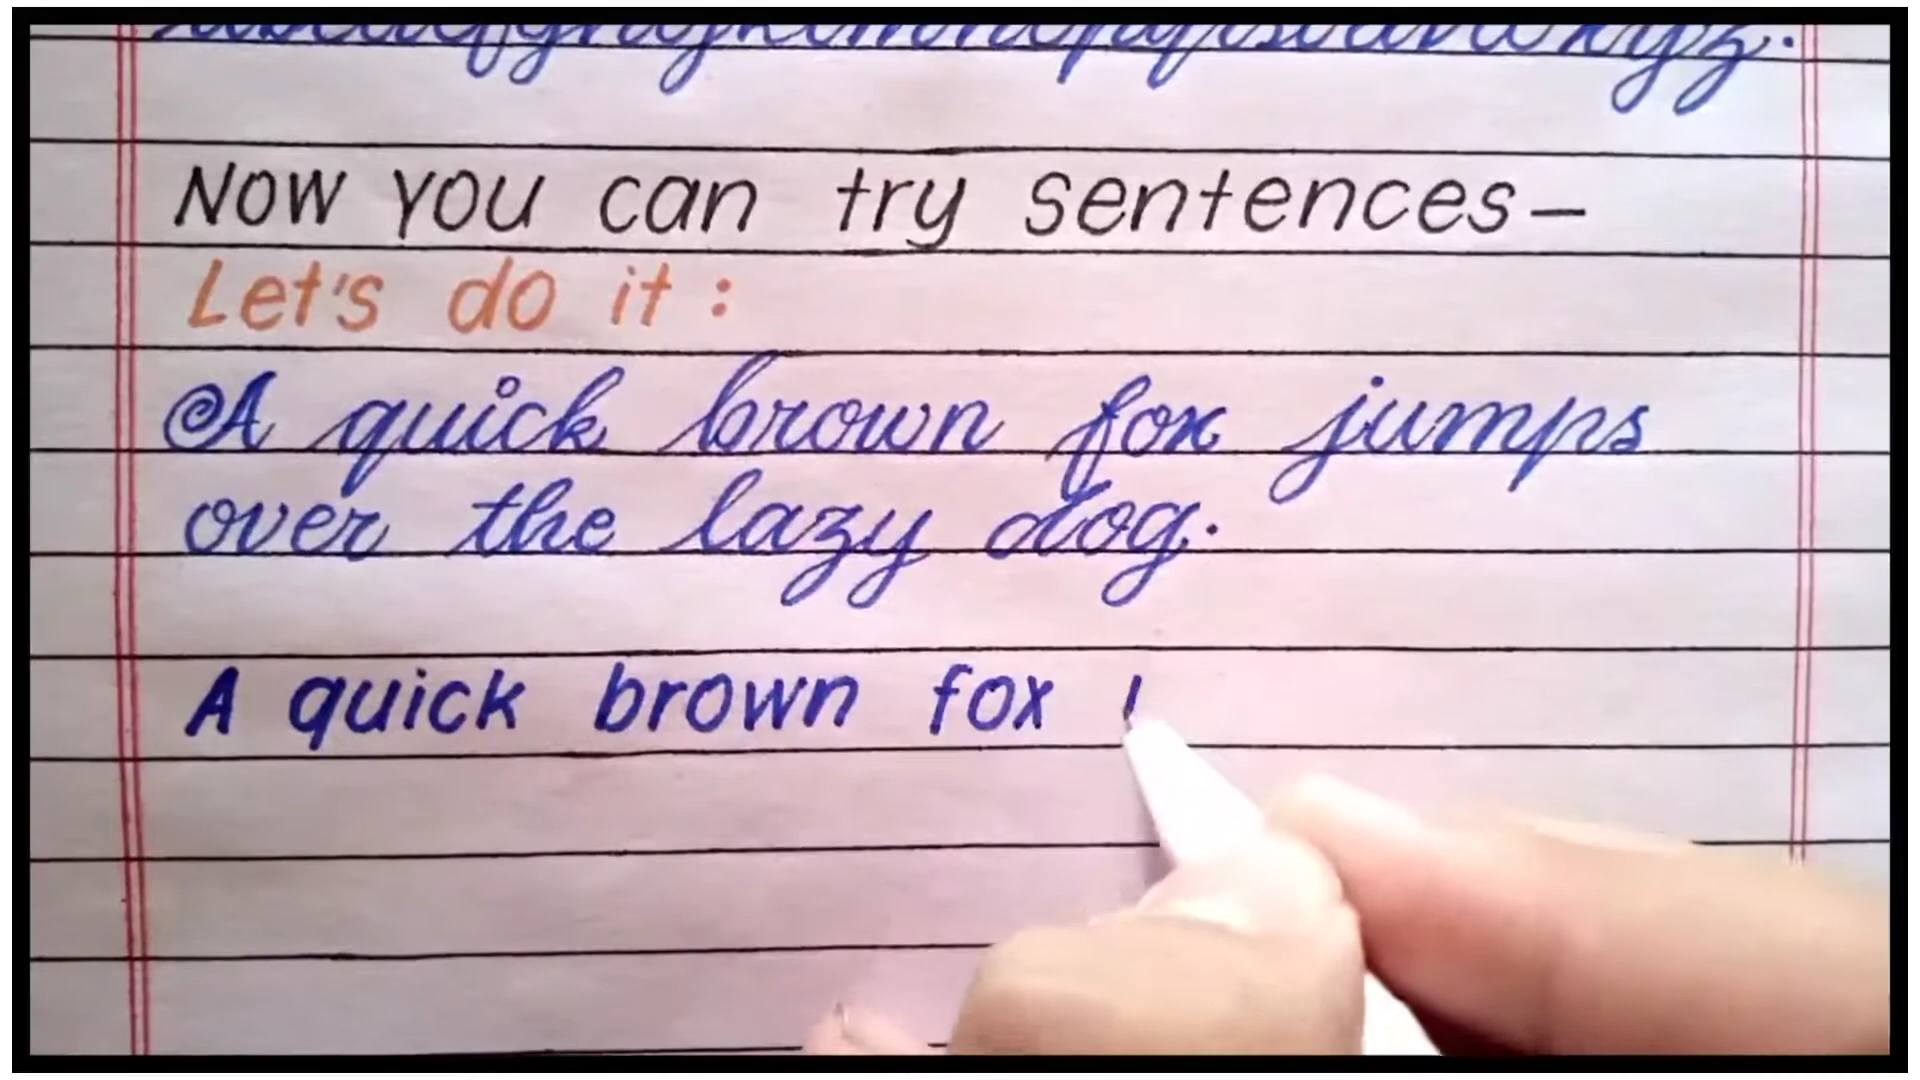 abcdefghijklmnopqrstuvwxyz.
Now you can try sentences–
Let's do it :
A quick brown fox jumps
over the lazy dog.
A quick brown fox